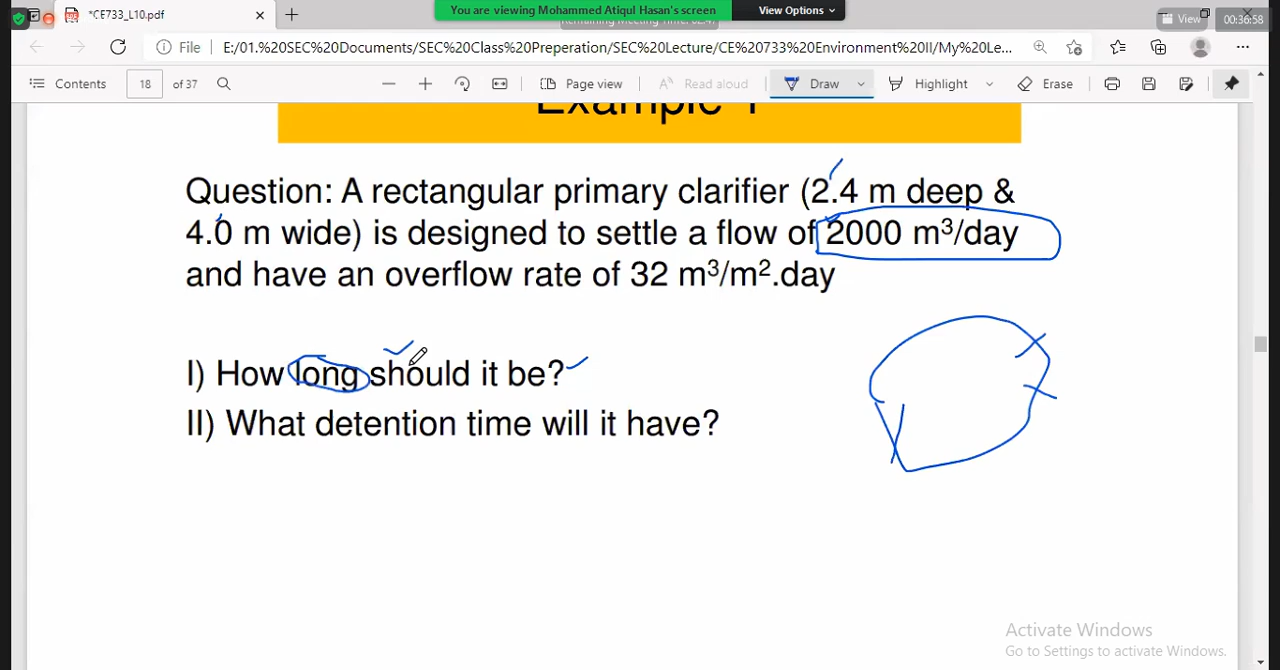 You are viewing Mohammed Atiqul Hasan's screen
View Options
*CE733_L10.pdf
View
00:36:58
File
E:/01.%20SEC%20Documents/SEC%20Class%20Preperation/SEC%20Lecture/CE%20733%20Environment%20II/My%20Le...
Contents
18
of 37
Page view
Read aloud
Draw
Highlight
Erase
Question: A rectangular primary clarifier (2.4 m deep &
4.0 m wide) is designed to settle a flow of 2000 m³/day
and have an overflow rate of 32 m³/m².day
I) How long should it be?
II) What detention time will it have?
Activate Windows
Go to Settings to activate Windows.